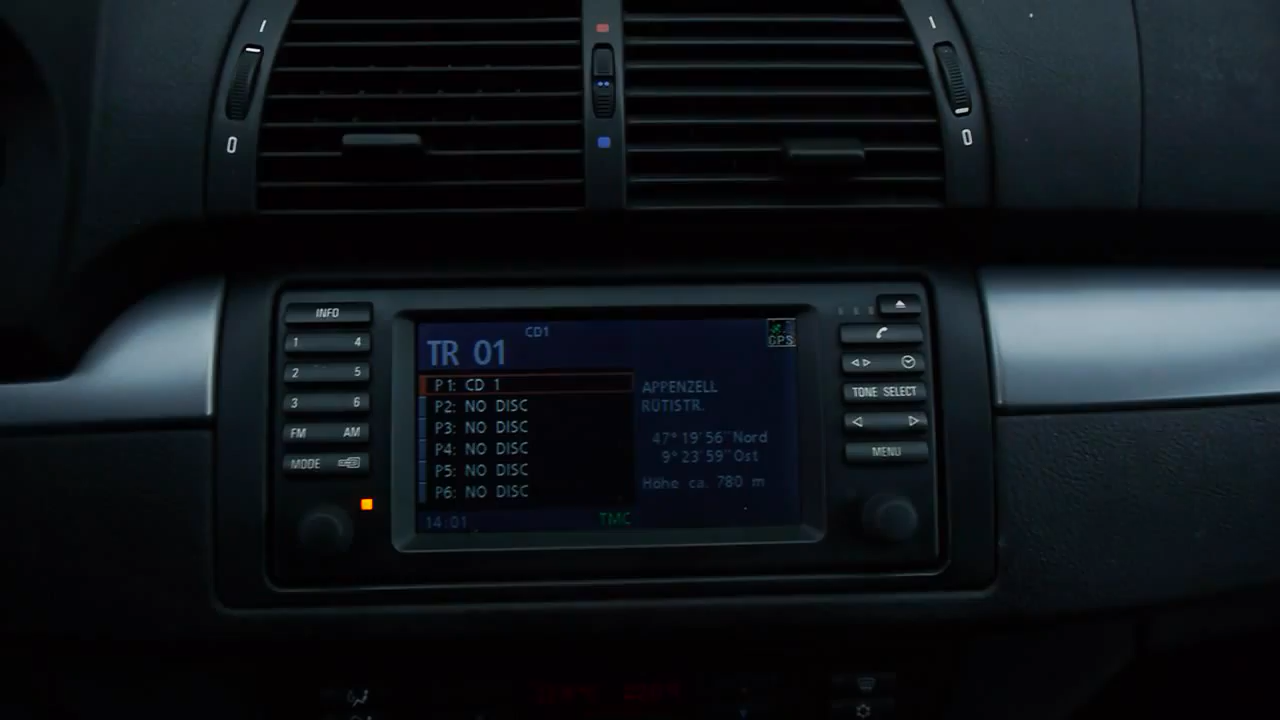 I
I
0
0
INFO
1 4
2 5
3 6
FM AM
MODE
TONE SELECT
MENU
CD1
TR 01
GPS
P1: CD 1
P2: NO DISC
P3: NO DISC
P4: NO DISC
P5: NO DISC
P6: NO DISC
APPENZELL
RÜTISTR.
47° 19'56"Nord
9° 23'59"Ost
Höhe ca. 780 m
14:01
TMC